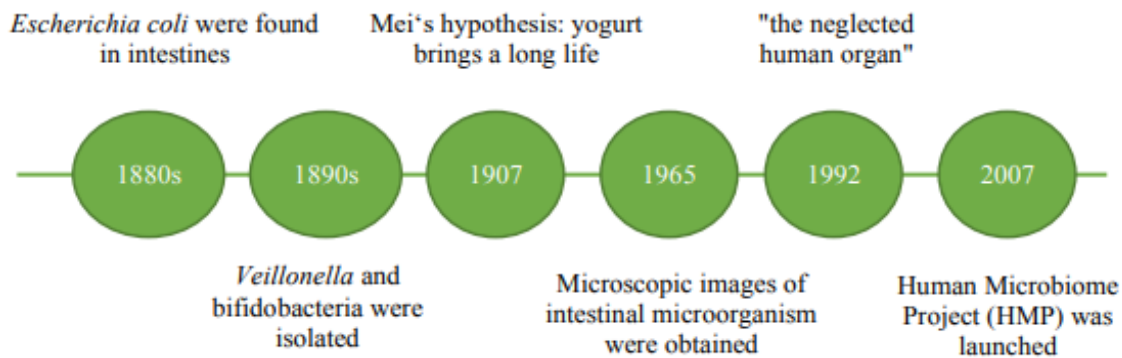 Escherichia coli were found
in intestines
Mei‘s hypothesis: yogurt
brings a long life
"the neglected
human organ"
1880s
1890s
1907
1965
1992
2007
Veillonella and
bifidobacteria were
isolated
Microscopic images of
intestinal microorganism
were obtained
Human Microbiome
Project (HMP) was
launched